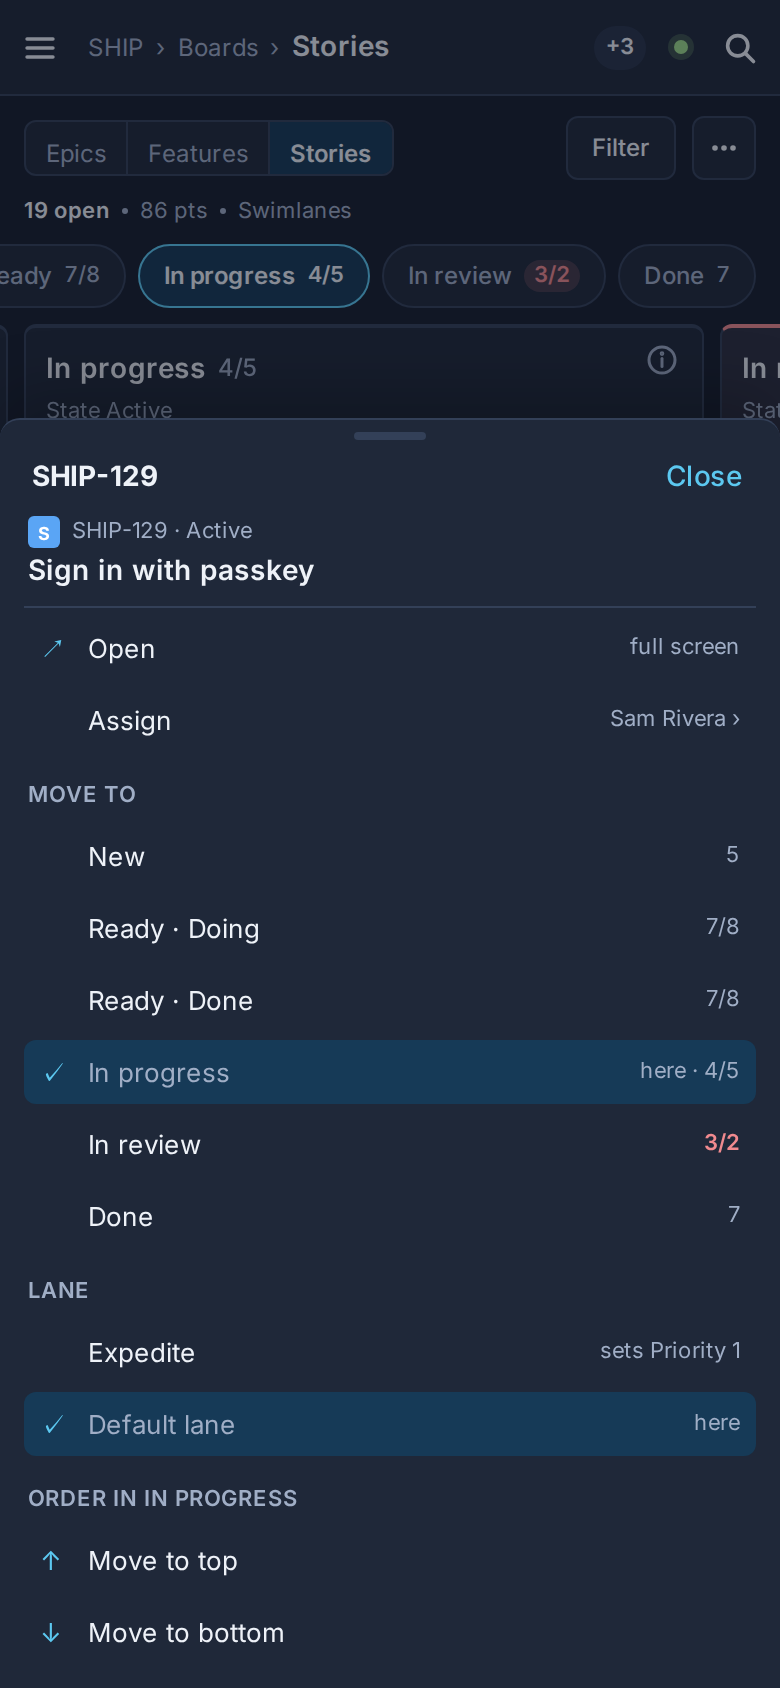 SHIP › Boards › Stories +3
Epics Features Stories Filter •••
19 open • 86 pts • Swimlanes
eady 7/8 In progress 4/5 In review 3/2 Done 7
In progress 4/5 In
State Active Stat
SHIP-129 Close
S SHIP-129 · Active
Sign in with passkey
↗ Open full screen
Assign Sam Rivera ›
MOVE TO
New 5
Ready · Doing 7/8
Ready · Done 7/8
✓ In progress here · 4/5
In review 3/2
Done 7
LANE
Expedite sets Priority 1
✓ Default lane here
ORDER IN IN PROGRESS
↑ Move to top
↓ Move to bottom